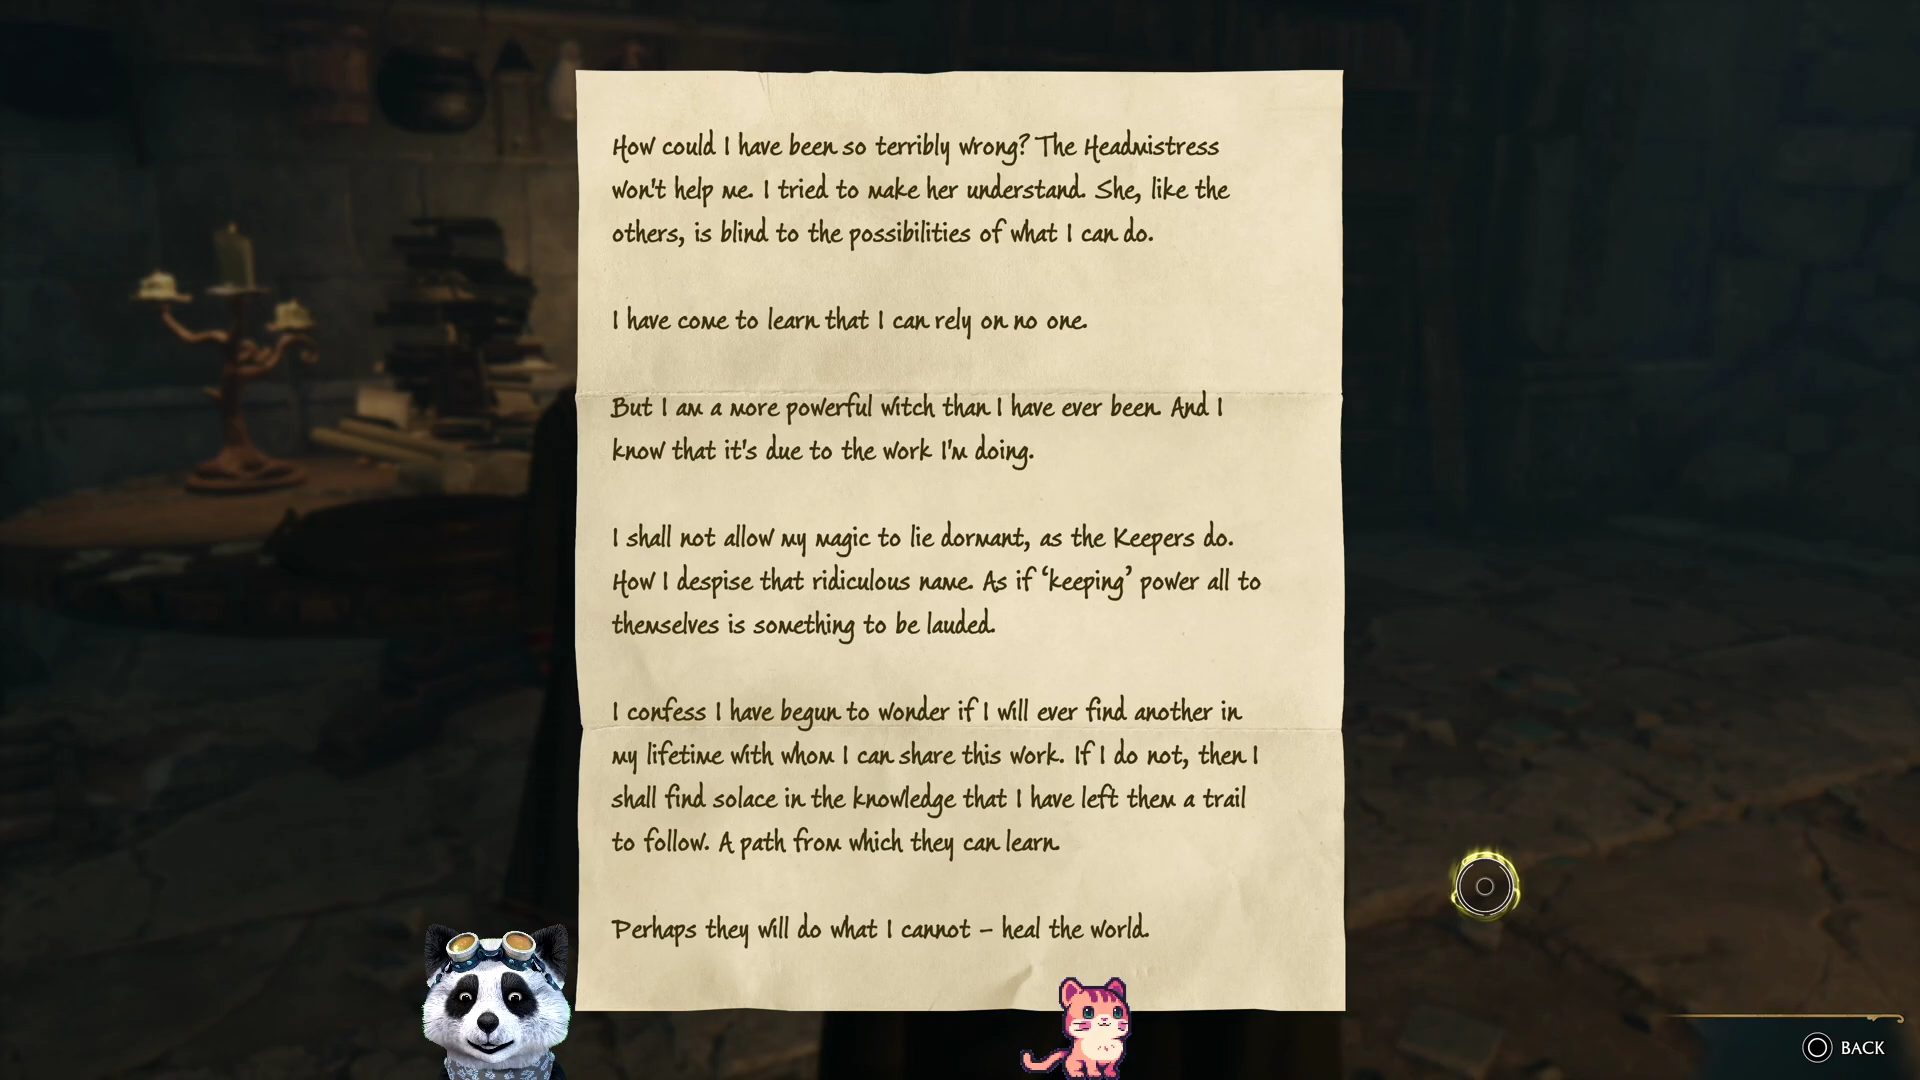 How could I have been so terribly wrong? The Headmistress
won't help me. I tried to make her understand. She, like the
others, is blind to the possibilities of what I can do.
I have come to learn that I can rely on no one.
But I am a more powerful witch than I have ever been. And I
know that it's due to the work I'm doing.
I shall not allow my magic to lie dormant, as the Keepers do.
How I despise that ridiculous name. As if ‘keeping’ power all to
themselves is something to be lauded.
I confess I have begun to wonder if I will ever find another in
my lifetime with whom I can share this work. If I do not, then I
shall find solace in the knowledge that I have left them a trail
to follow. A path from which they can learn.
Perhaps they will do what I cannot – heal the world.
BACK